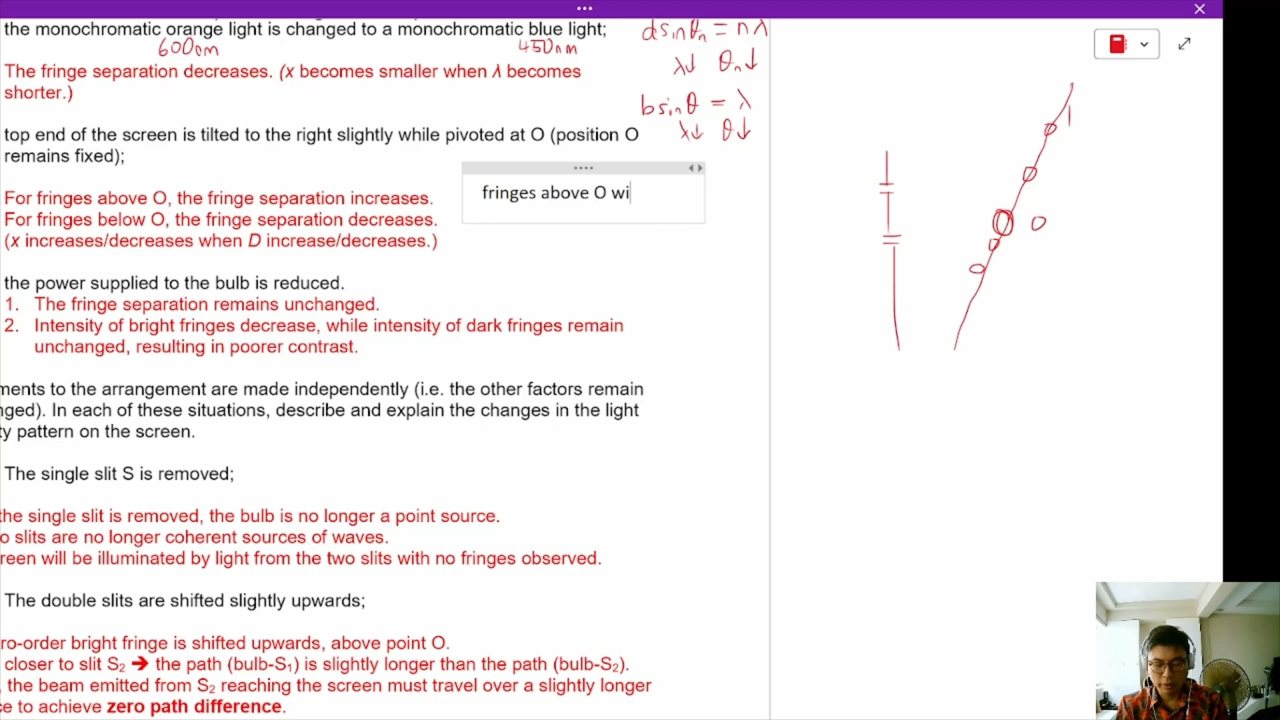 the monochromatic orange light is changed to a monochromatic blue light;
600nm 450nm
The fringe separation decreases. (x becomes smaller when λ becomes
shorter.)
top end of the screen is tilted to the right slightly while pivoted at O (position O
remains fixed);
For fringes above O, the fringe separation increases.
For fringes below O, the fringe separation decreases.
(x increases/decreases when D increase/decreases.)
the power supplied to the bulb is reduced.
1. The fringe separation remains unchanged.
2. Intensity of bright fringes decrease, while intensity of dark fringes remain
unchanged, resulting in poorer contrast.
ments to the arrangement are made independently (i.e. the other factors remain
nged). In each of these situations, describe and explain the changes in the light
ty pattern on the screen.
The single slit S is removed;
the single slit is removed, the bulb is no longer a point source.
o slits are no longer coherent sources of waves.
reen will be illuminated by light from the two slits with no fringes observed.
The double slits are shifted slightly upwards;
ro-order bright fringe is shifted upwards, above point O.
closer to slit S₂ ➔ the path (bulb-S₁) is slightly longer than the path (bulb-S₂).
, the beam emitted from S₂ reaching the screen must travel over a slightly longer
ce to achieve zero path difference.
dsinθₙ = nλ
λ↓ θₙ↓
bsinθ = λ
λ↓ θ↓
fringes above O wi
O